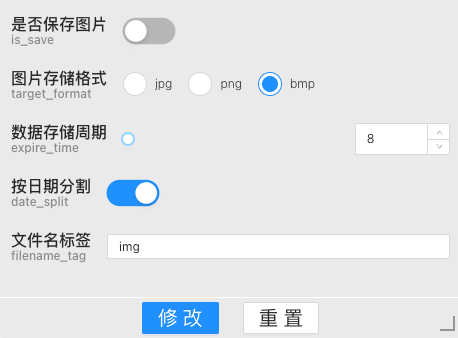 是否保存图片
is_save
图片存储格式
target_format
jpg png bmp
数据存储周期
expire_time
8
按日期分割
date_split
文件名标签
filename_tag
img
修改 重置